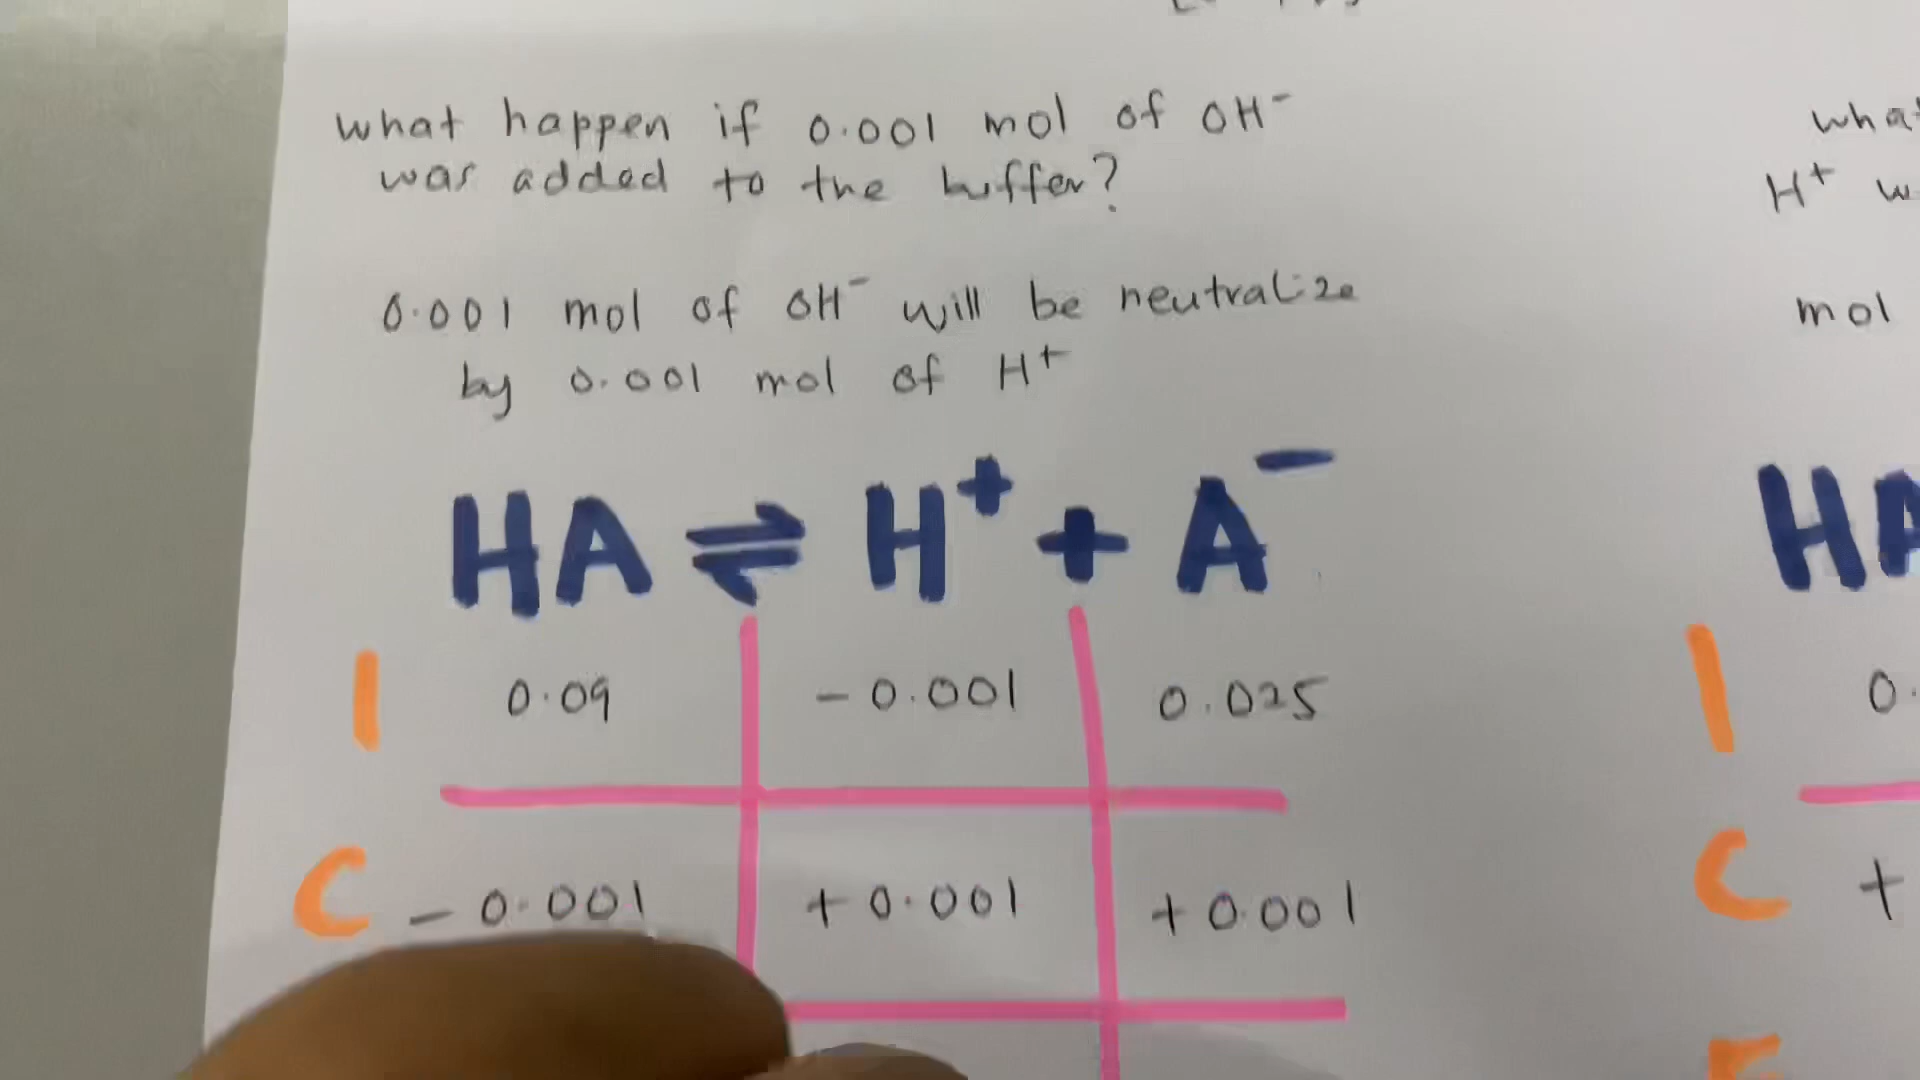 what happen if 0.001 mol of OH⁻
was added to the buffer?
0.001 mol of OH⁻ will be neutralize
by 0.001 mol of H⁺
HA ⇌ H⁺ + A⁻
I 0.09 - 0.001 0.025
C - 0.001 + 0.001 + 0.001
H⁺
mol
HA
I 0.
C +